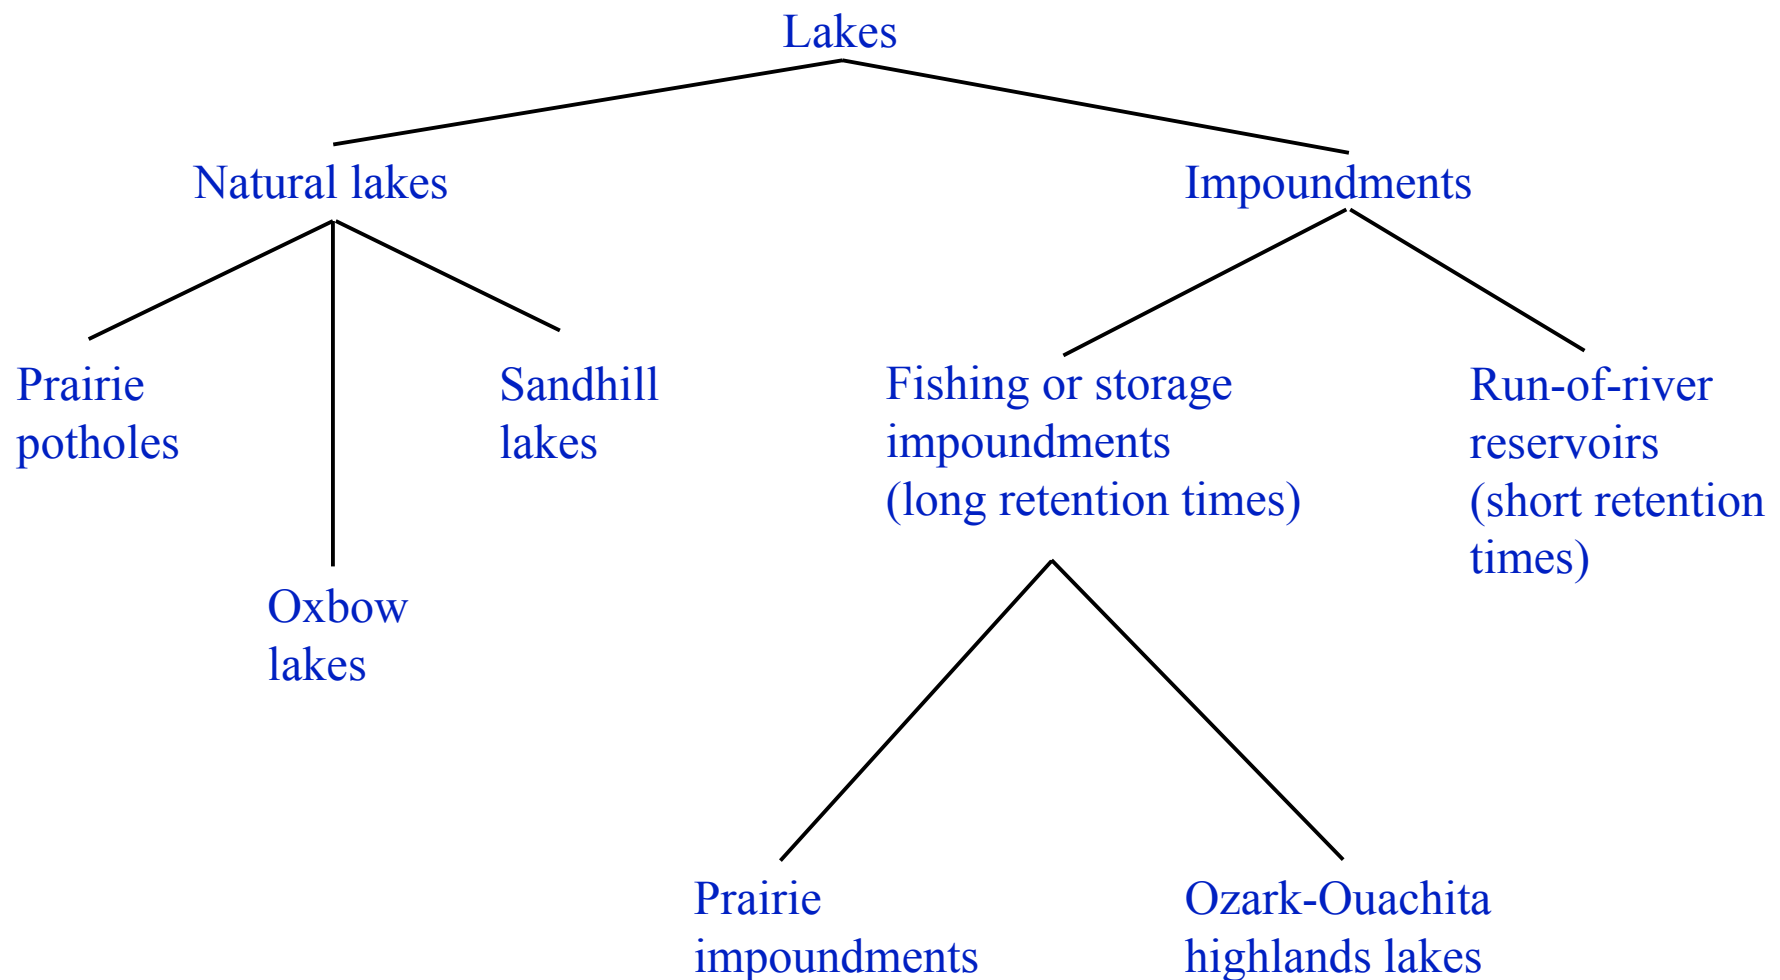 Lakes
Natural lakes
Impoundments
Prairie
potholes
Sandhill
lakes
Fishing or storage
impoundments
(long retention times)
Run-of-river
reservoirs
(short retention
times)
Oxbow
lakes
Prairie
impoundments
Ozark-Ouachita
highlands lakes